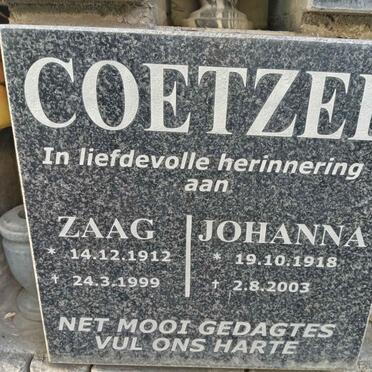 COETZEE
In liefdevolle herinnering
aan
ZAAG
* 14.12.1912
† 24.3.1999
JOHANNA
* 19.10.1918
† 2.8.2003
NET MOOI GEDAGTES
VUL ONS HARTE